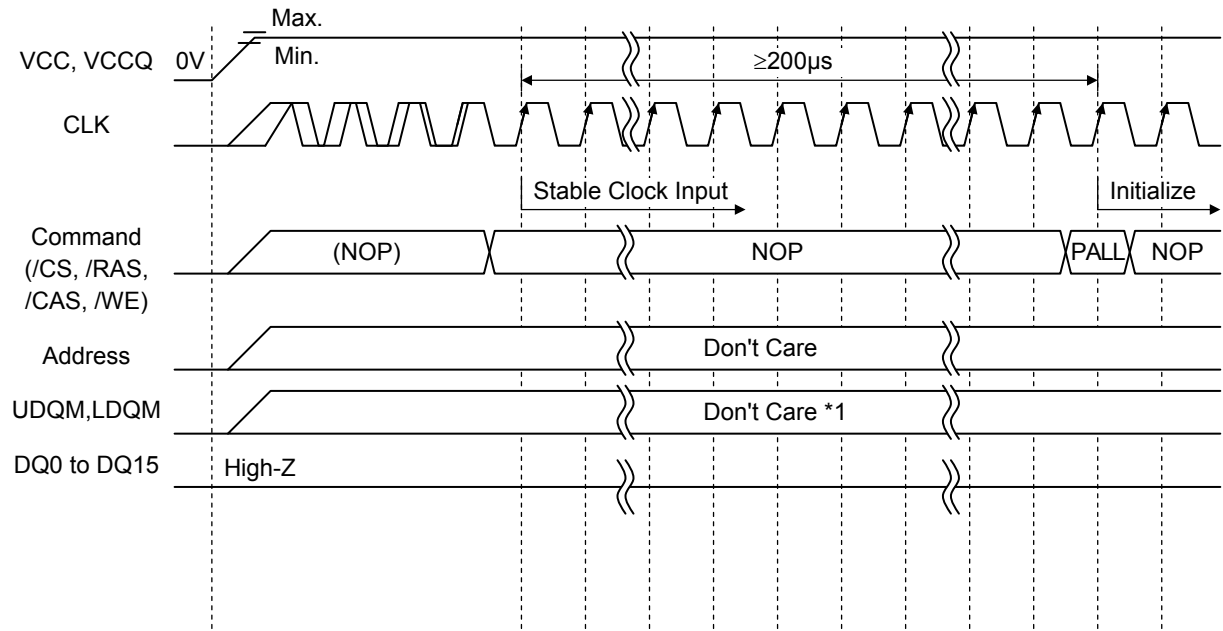 Max.
VCC, VCCQ 0V Min. ≥200µs
CLK
Stable Clock Input Initialize
Command
(/CS, /RAS,
/CAS, /WE)
(NOP) NOP PALL NOP
Address Don't Care
UDQM,LDQM Don't Care *1
DQ0 to DQ15 High-Z